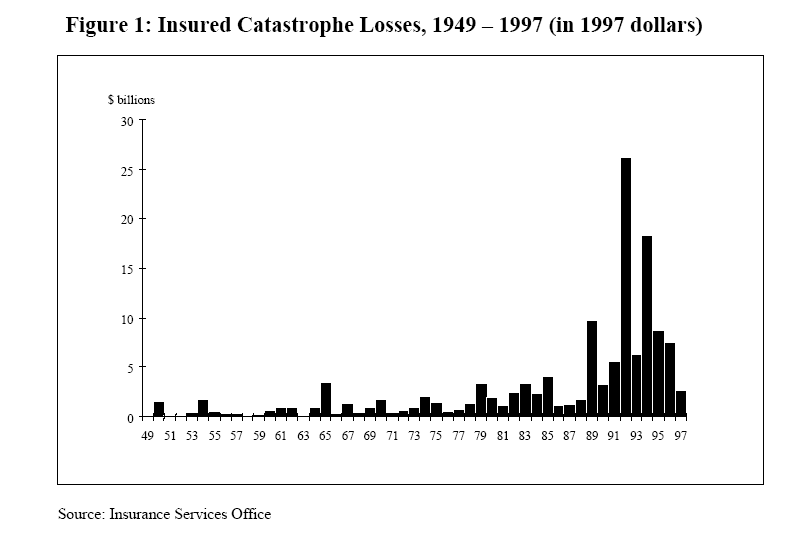 Figure 1: Insured Catastrophe Losses, 1949 – 1997 (in 1997 dollars)
$ billions
30
25
20
15
10
5
0
49 51 53 55 57 59 61 63 65 67 69 71 73 75 77 79 81 83 85 87 89 91 93 95 97
Source: Insurance Services Office